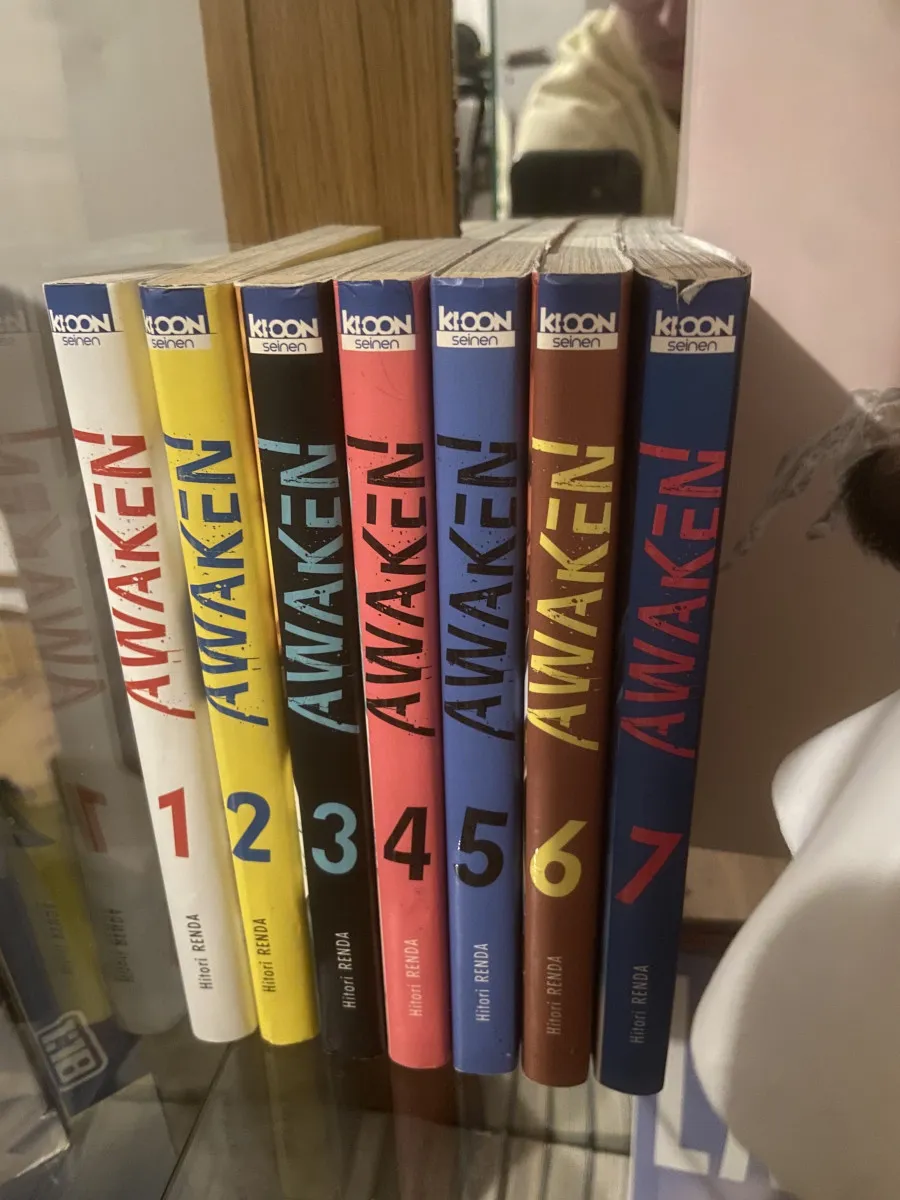 KI-OON
seinen
AWAKEN
1
Hitori RENDA
KI-OON
seinen
AWAKEN
2
Hitori RENDA
KI-OON
seinen
AWAKEN
3
Hitori RENDA
KI-OON
seinen
AWAKEN
4
Hitori RENDA
KI-OON
seinen
AWAKEN
5
Hitori RENDA
KI-OON
seinen
AWAKEN
6
Hitori RENDA
KI-OON
seinen
AWAKEN
7
Hitori RENDA